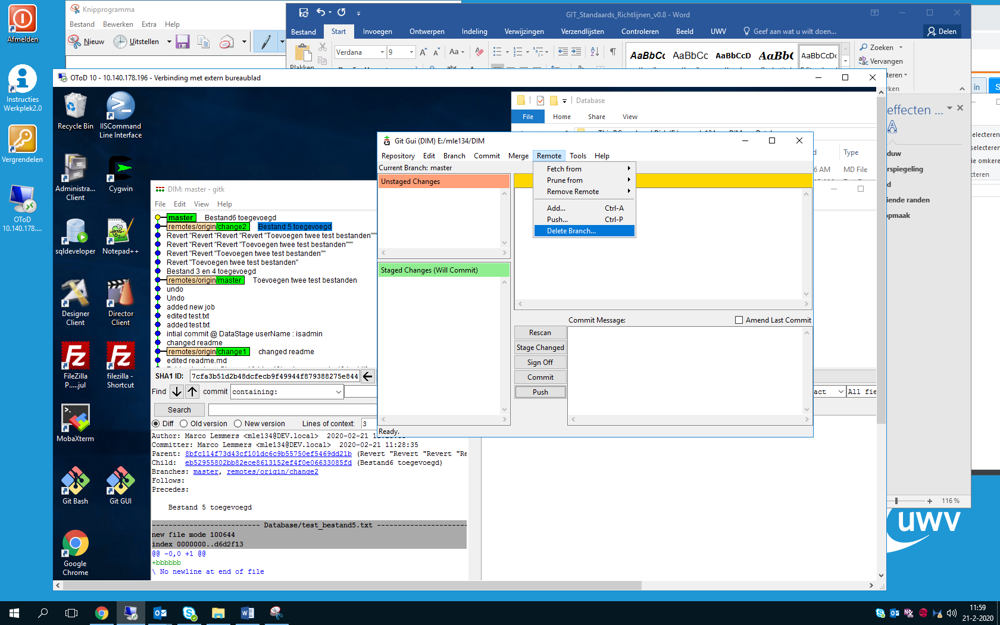 Afmelden
Instructies
Werkplek2.0
Vergrendelen
OToD
10.140.178....
Knipprogramma
Bestand Bewerken Extra Help
Nieuw Uitstellen
GIT_Standaards_Richtlijnen_v0.8 - Word
Bestand Start Invoegen Ontwerpen Indeling Verwijzingen Verzendlijsten Controleren Beeld UWV Geef aan wat u wilt doen... Delen
Plakken
Verdana 9
Aa
AaBbCc AaBbCc AaBbCcD AaBbC AaBbCcD
Zoeken
Vervangen
teren
rken
in S
effecten ...
electeren
selecteren
ie omkere
cteren
duw
rspiegeling
d
iende randen
opmaak
116 %
uwv
OToD 10 - 10.140.178.196 - Verbinding met extern bureaublad
Recycle Bin
IISCommand
Line Interface
Administra...
Client
Cygwin
sqldeveloper
Notepad++
Designer
Client
Director
Client
FileZilla
P.....jul
filezilla -
Shortcut
MobaXterm
Git Bash
Git GUI
Google
Chrome
Database
File Home Share View
d Type
6 AM MD File
DIM: master - gitk
File Edit View Help
master Bestand6 toegevoegd
remotes/origin/change2 Bestand 5 toegevoegd
Revert "Revert "Revert "Revert "Toevoegen twee test bestanden""""
Revert "Revert "Revert "Toevoegen twee test bestanden"""
Revert "Revert "Toevoegen twee test bestanden""
Revert "Toevoegen twee test bestanden"
Bestand 3 en 4 toegevoegd
remotes/origin/master Toevoegen twee test bestanden
undo
Undo
added new job
edited test.txt
added test.txt
intial commit @ DataStage userName : isadmin
changed readme
remotes/origin/change1 changed readme
edited readme.md
SHA1 ID: 7cfa3b51d2b48dcfecb9f49944f879388275e844
Find commit containing:
act All fie
Search
Diff Old version New version Lines of context: 3
Author: Marco Lemmers <mle134@DEV.local> 2020-02-21
Committer: Marco Lemmers <mle134@DEV.local> 2020-02-21 11:28:35
Parent: 8bfc114f73d43cf101dc6c9b55750ef5469dd21b (Revert "Revert "Revert "Re
Child: eb52955802bb82ece8613152ef4f0e06633085fd (Bestand6 toegevoegd)
Branches: master, remotes/origin/change2
Follows:
Precedes:
Bestand 5 toegevoegd
-------------------------- Database/test_bestand5.txt ----------------------
new file mode 100644
index 0000000..d6d2f13
@@ -0,0 +1 @@
+bbbbbb
\ No newline at end of file
Git Gui (DIM) E:/mle134/DIM
Repository Edit Branch Commit Merge Remote Tools Help
Current Branch: master
Unstaged Changes
Fetch from
Prune from
Remove Remote
Add... Ctrl-A
Push... Ctrl-P
Delete Branch...
Staged Changes (Will Commit)
Commit Message: Amend Last Commit
Rescan
Stage Changed
Sign Off
Commit
Push
Ready.
11:59
21-2-2020